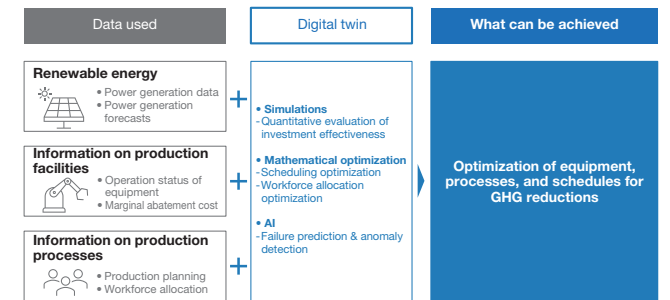 Data used
Digital twin
What can be achieved
Renewable energy
• Power generation data
• Power generation
forecasts
+
Information on production
facilities
• Operation status of
equipment
• Marginal abatement cost
+
Information on production
processes
• Production planning
• Workforce allocation
+
• Simulations
- Quantitative evaluation of
investment effectiveness
• Mathematical optimization
- Scheduling optimization
- Workforce allocation
optimization
• AI
- Failure prediction & anomaly
detection
Optimization of equipment,
processes, and schedules for
GHG reductions